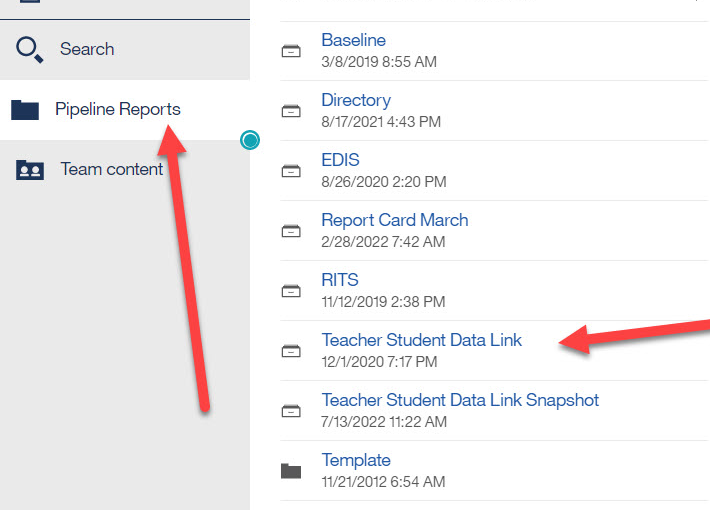 Search
Pipeline Reports
Team content
Baseline
3/8/2019 8:55 AM
Directory
8/17/2021 4:43 PM
EDIS
8/26/2020 2:20 PM
Report Card March
2/28/2022 7:42 AM
RITS
11/12/2019 2:38 PM
Teacher Student Data Link
12/1/2020 7:17 PM
Teacher Student Data Link Snapshot
7/13/2022 11:22 AM
Template
11/21/2012 6:54 AM